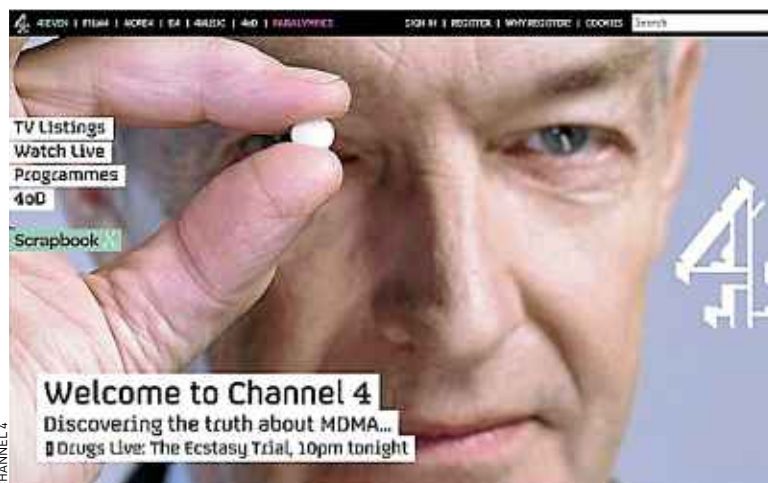 4SEVEN | FILM4 | MORE4 | E4 | 4MUSIC | 4oD | PARALYMPICS
SIGN IN | REGISTER | WHY REGISTER? | COOKIES
Search
TV Listings
Watch Live
Programmes
4oD
Scrapbook
4
Welcome to Channel 4
Discovering the truth about MDMA...
Drugs Live: The Ecstasy Trial, 10pm tonight
HANNEL 4